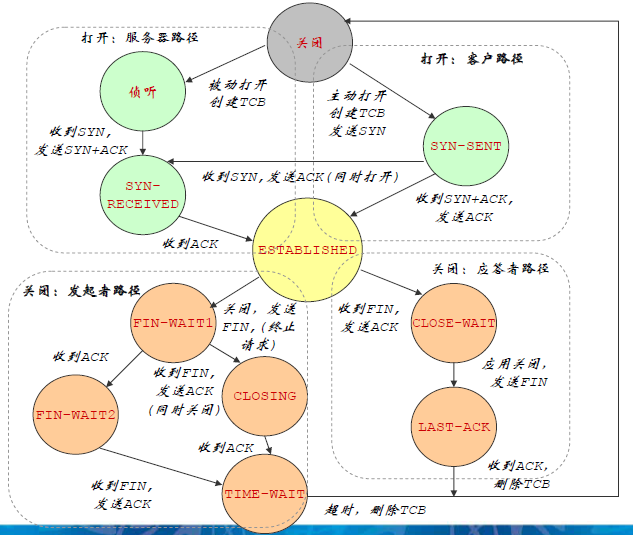 打开：服务器路径
关闭
打开：客户路径
侦听
被动打开
创建TCB
主动打开
创建TCB
发送SYN
收到SYN,
发送SYN+ACK
SYN-SENT
收到SYN,发送ACK(同时打开)
SYN-
RECEIVED
收到SYN+ACK,
发送ACK
收到ACK
ESTABLISHED
关闭：发起者路径
关闭：应答者路径
FIN-WAIT1
关闭，发送
FIN,(终止
请求)
收到FIN,
发送ACK
CLOSE-WAIT
收到ACK
收到FIN,
发送ACK
(同时关闭)
CLOSING
应用关闭,
发送FIN
FIN-WAIT2
LAST-ACK
收到ACK
收到ACK,
删除TCB
收到FIN,
发送ACK
TIME-WAIT
超时，删除TCB